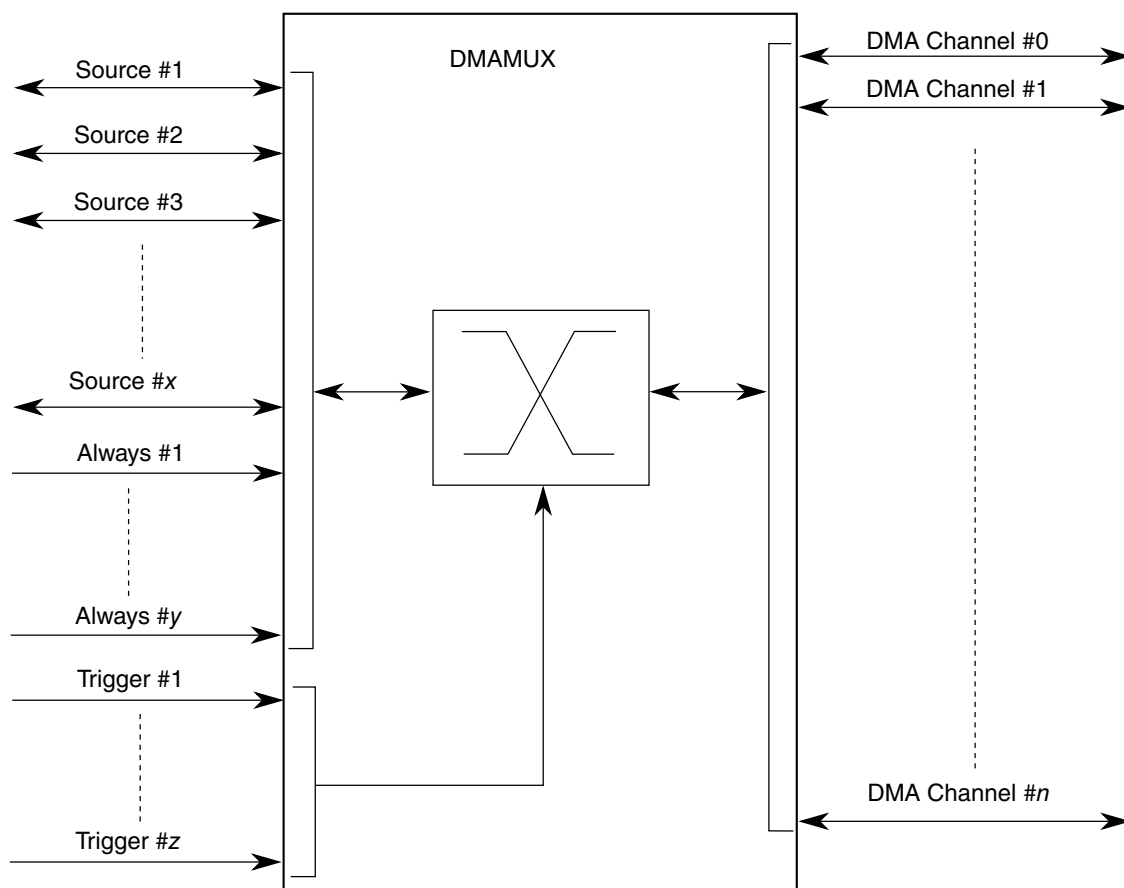 DMAMUX
Source #1
Source #2
Source #3
Source #x
Always #1
Always #y
Trigger #1
Trigger #z
DMA Channel #0
DMA Channel #1
DMA Channel #n